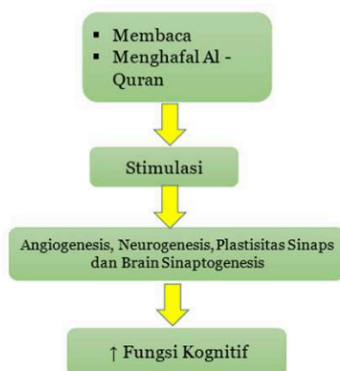 ▪ Membaca
▪ Menghafal Al -
Quran
Stimulasi
Angiogenesis, Neurogenesis, Plastisitas Sinaps
dan Brain Sinaptogenesis
↑ Fungsi Kognitif